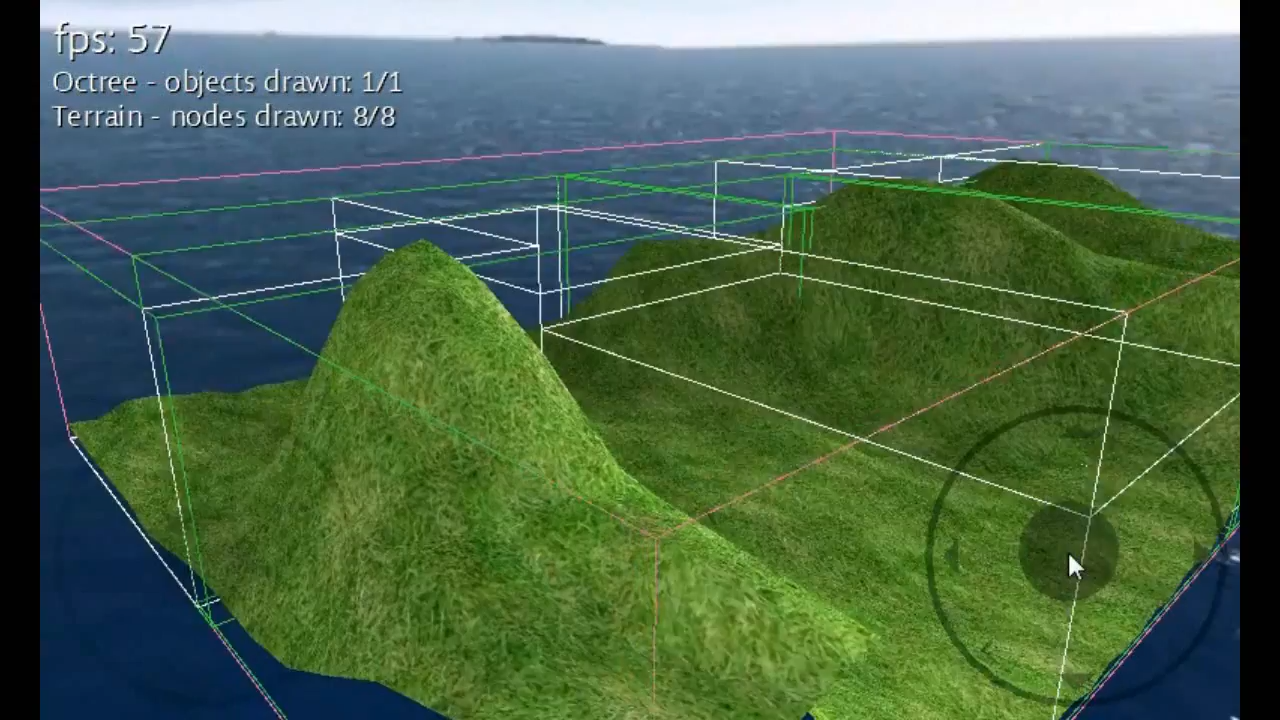 fps: 57
Octree - objects drawn: 1/1
Terrain - nodes drawn: 8/8